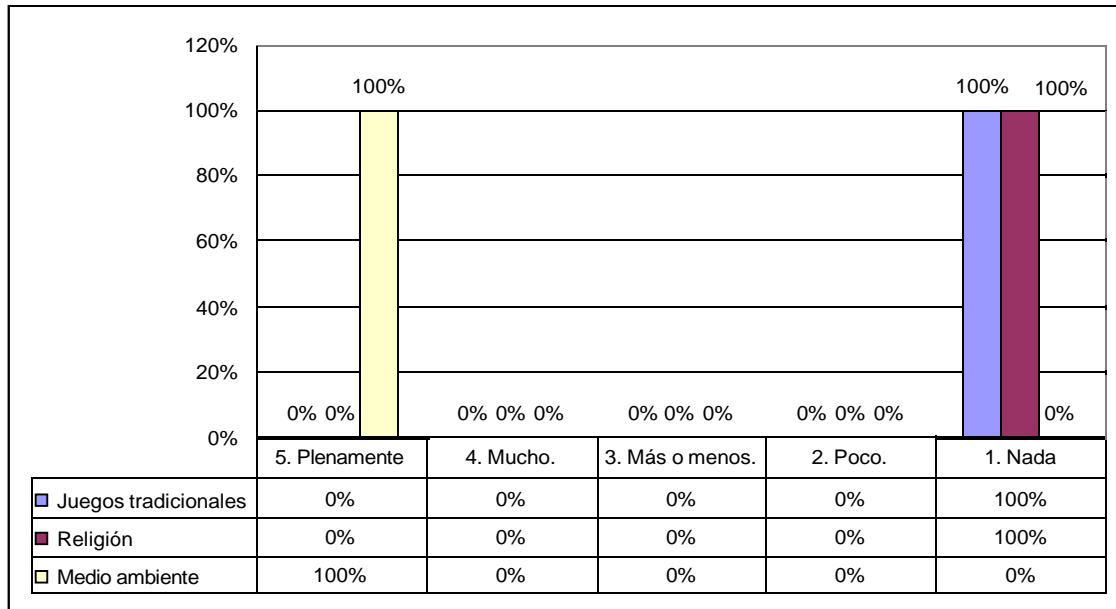 120%
100% 100% 100%
100%
80%
60%
40%
20%
0% 0% 0% 0% 0% 0% 0% 0% 0% 0% 0% 0%
0%
5. Plenamente 4. Mucho. 3. Más o menos. 2. Poco. 1. Nada
Juegos tradicionales 0% 0% 0% 0% 100%
Religión 0% 0% 0% 0% 100%
Medio ambiente 100% 0% 0% 0% 0%